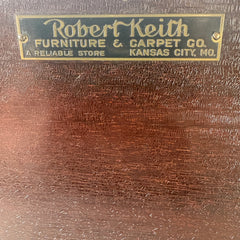 Robert Keith
FURNITURE & CARPET CO.
A RELIABLE STORE KANSAS CITY, MO.